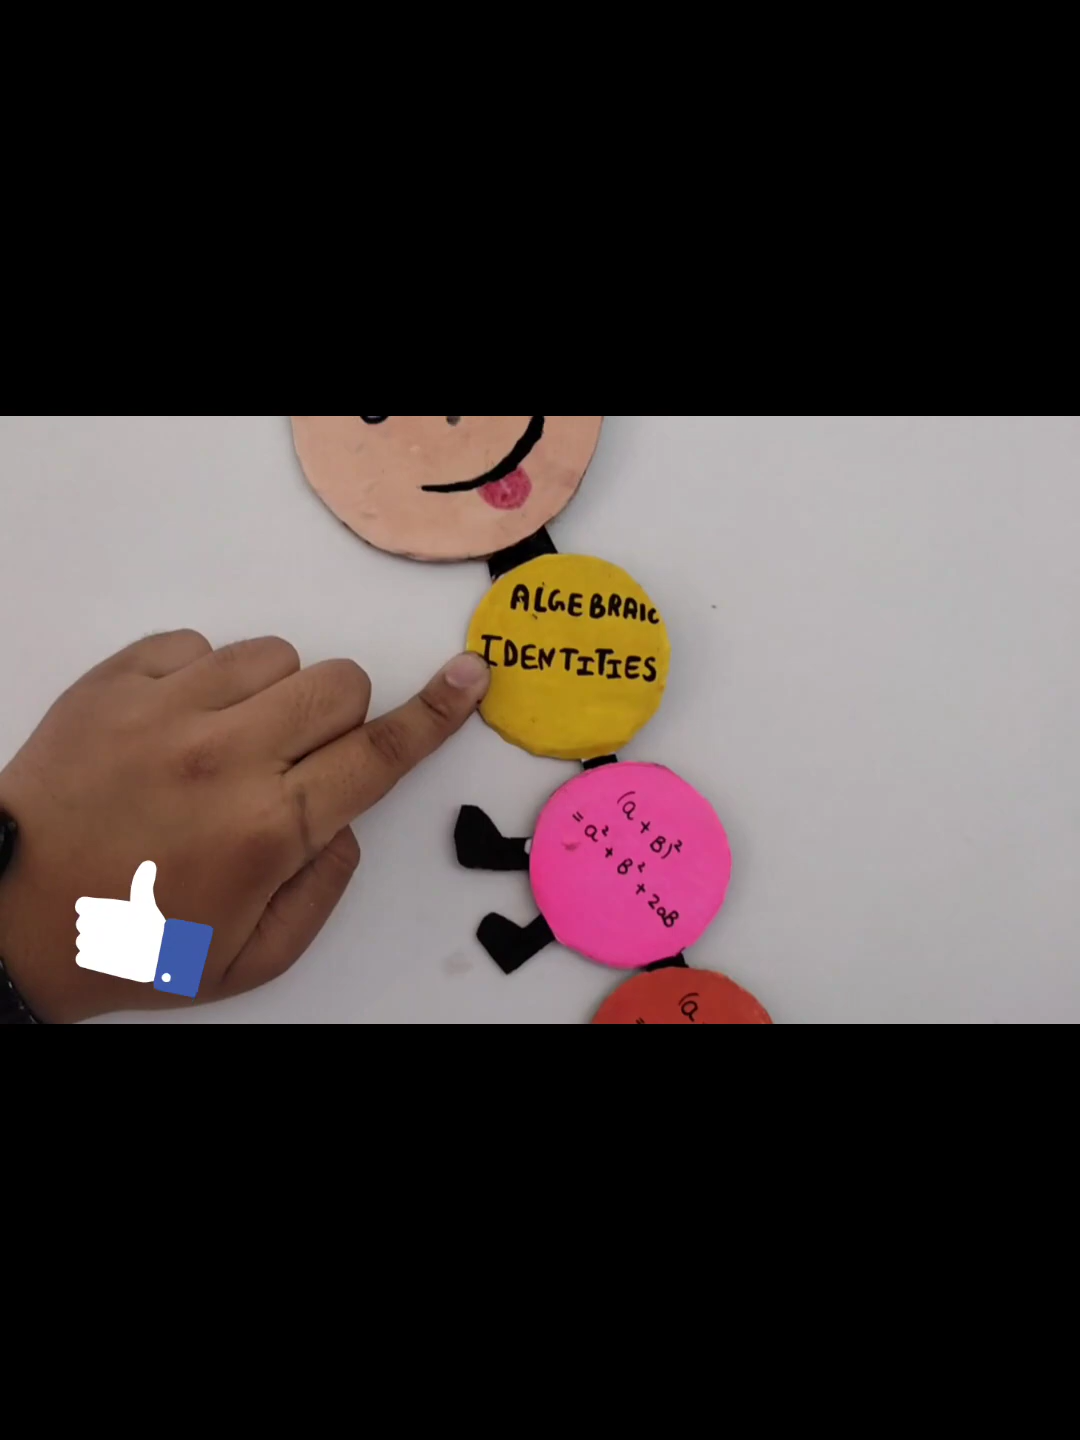 ALGEBRAIC
IDENTITIES
(a + B)²
= a² + B² + 2aB
(a
=